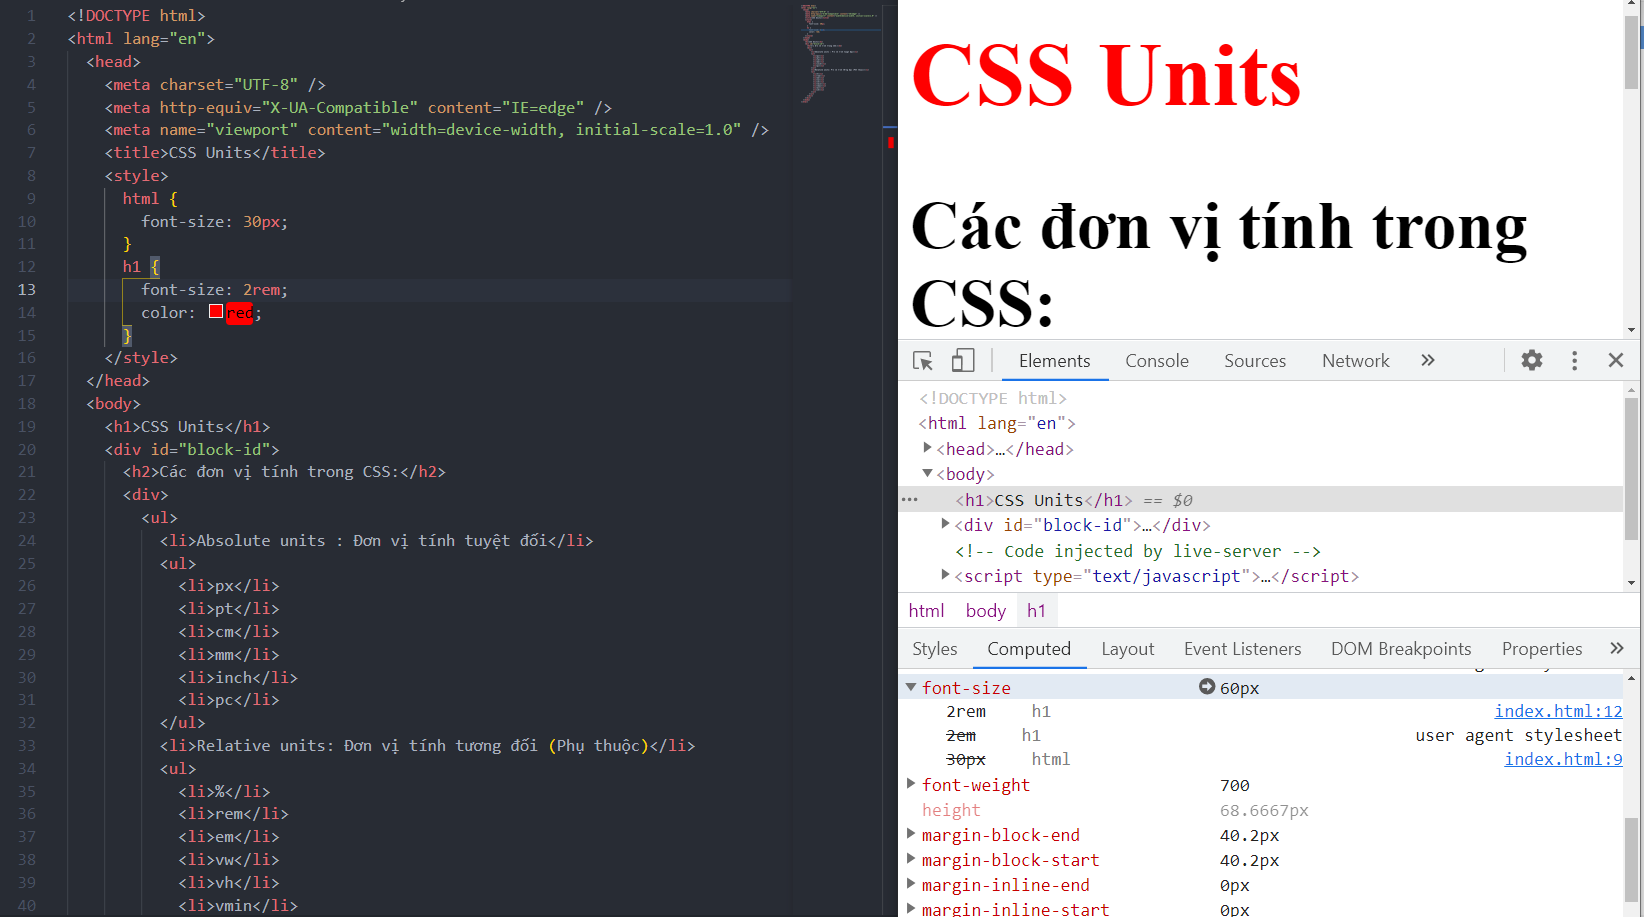 1 <!DOCTYPE html>
2 <html lang="en">
3 <head>
4 <meta charset="UTF-8" />
5 <meta http-equiv="X-UA-Compatible" content="IE=edge" />
6 <meta name="viewport" content="width=device-width, initial-scale=1.0" />
7 <title>CSS Units</title>
8 <style>
9 html {
10 font-size: 30px;
11 }
12 h1 {
13 font-size: 2rem;
14 color: red;
15 }
16 </style>
17 </head>
18 <body>
19 <h1>CSS Units</h1>
20 <div id="block-id">
21 <h2>Các đơn vị tính trong CSS:</h2>
22 <div>
23 <ul>
24 <li>Absolute units : Đơn vị tính tuyệt đối</li>
25 <ul>
26 <li>px</li>
27 <li>pt</li>
28 <li>cm</li>
29 <li>mm</li>
30 <li>inch</li>
31 <li>pc</li>
32 </ul>
33 <li>Relative units: Đơn vị tính tương đối (Phụ thuộc)</li>
34 <ul>
35 <li>%</li>
36 <li>rem</li>
37 <li>em</li>
38 <li>vw</li>
39 <li>vh</li>
40 <li>vmin</li>
CSS Units
Các đơn vị tính trong
CSS:
Elements Console Sources Network »
<!DOCTYPE html>
<html lang="en">
<head>…</head>
<body>
··· <h1>CSS Units</h1> == $0
<div id="block-id">…</div>
<!-- Code injected by live-server -->
<script type="text/javascript">…</script>
html body h1
Styles Computed Layout Event Listeners DOM Breakpoints Properties »
font-size 60px
2rem h1 index.html:12
2em h1 user agent stylesheet
30px html index.html:9
font-weight 700
height 68.6667px
margin-block-end 40.2px
margin-block-start 40.2px
margin-inline-end 0px
margin-inline-start 0px